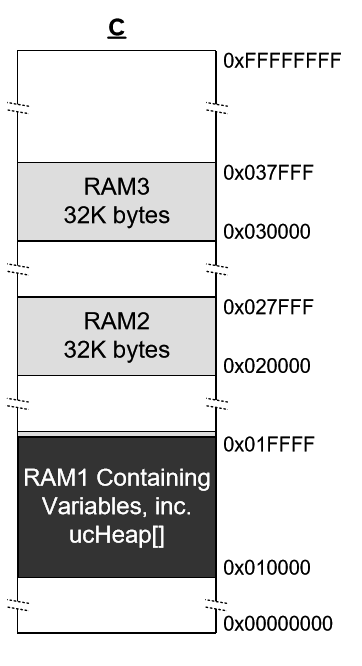 C
0xFFFFFFFF
0x037FFF
RAM3
32K bytes
0x030000
0x027FFF
RAM2
32K bytes
0x020000
0x01FFFF
RAM1 Containing
Variables, inc.
ucHeap[]
0x010000
0x00000000